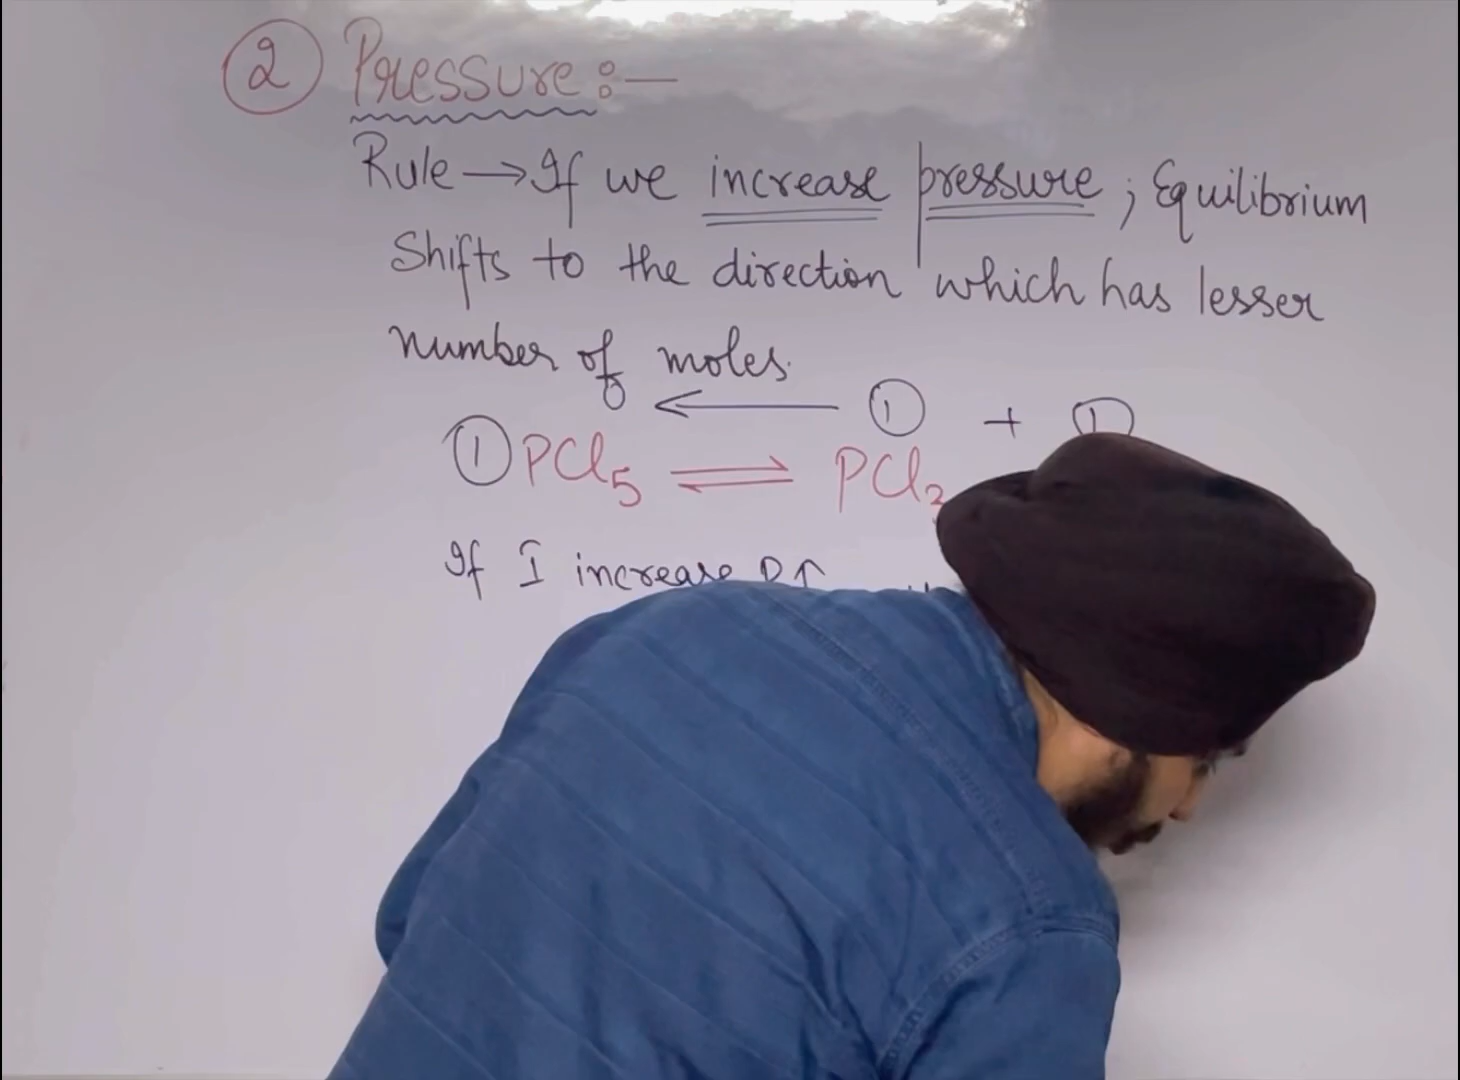 ② Pressure :—
Rule → If we increase pressure ; Equilibrium
Shifts to the direction which has lesser
number of moles.
← ① + ①
① PCl₅ ⇌ PCl
If I increase P↑